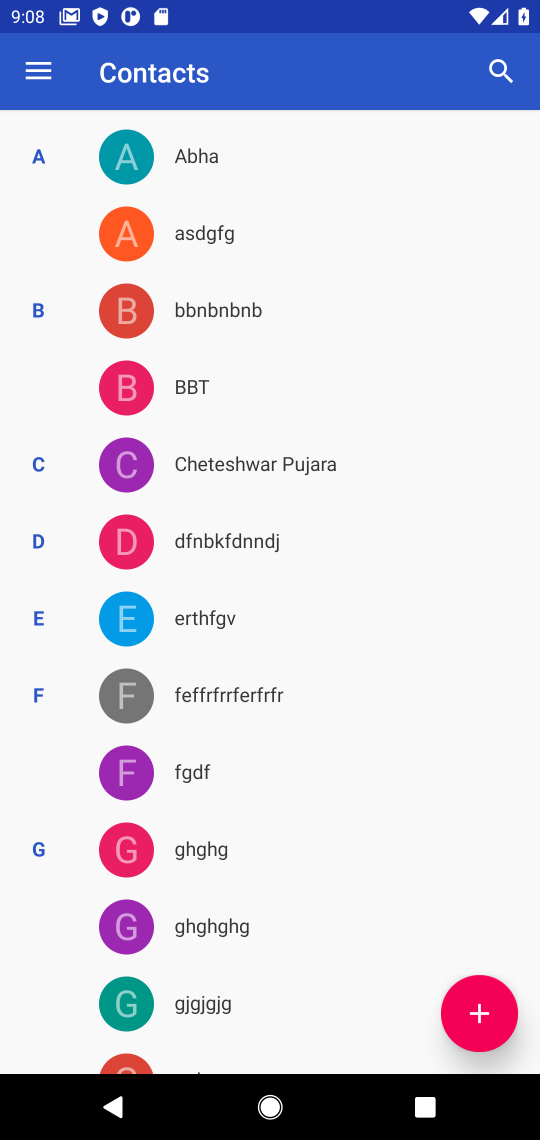 9:08
Contacts
A
A
Abha
A
asdgfg
B
B
bbnbnbnb
B
BBT
C
C
Cheteshwar Pujara
D
D
dfnbkfdnndj
E
E
erthfgv
F
F
feffrfrrferfrfr
F
fgdf
G
G
ghghg
G
ghghghg
G
gjgjgjg